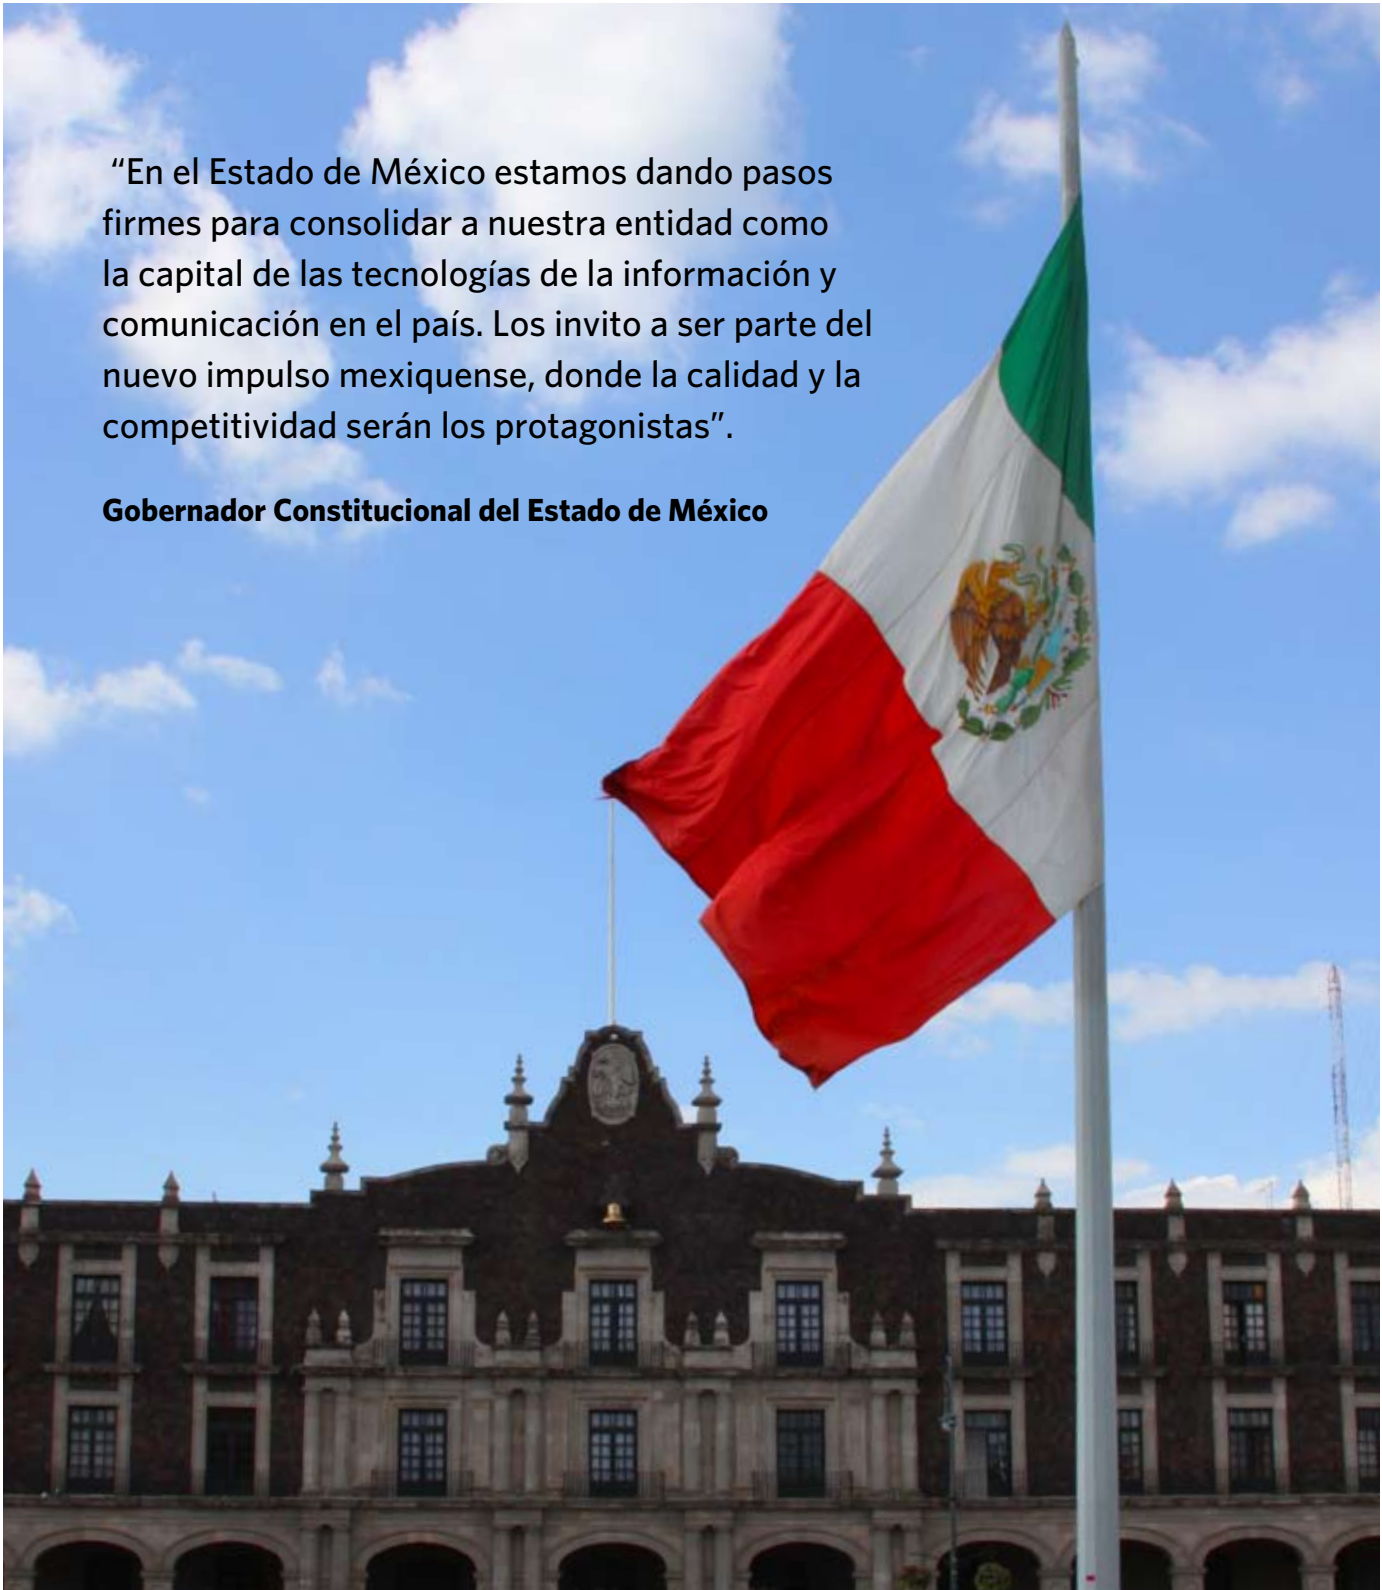 “En el Estado de México estamos dando pasos
firmes para consolidar a nuestra entidad como
la capital de las tecnologías de la información y
comunicación en el país. Los invito a ser parte del
nuevo impulso mexiquense, donde la calidad y la
competitividad serán los protagonistas”.
Gobernador Constitucional del Estado de México